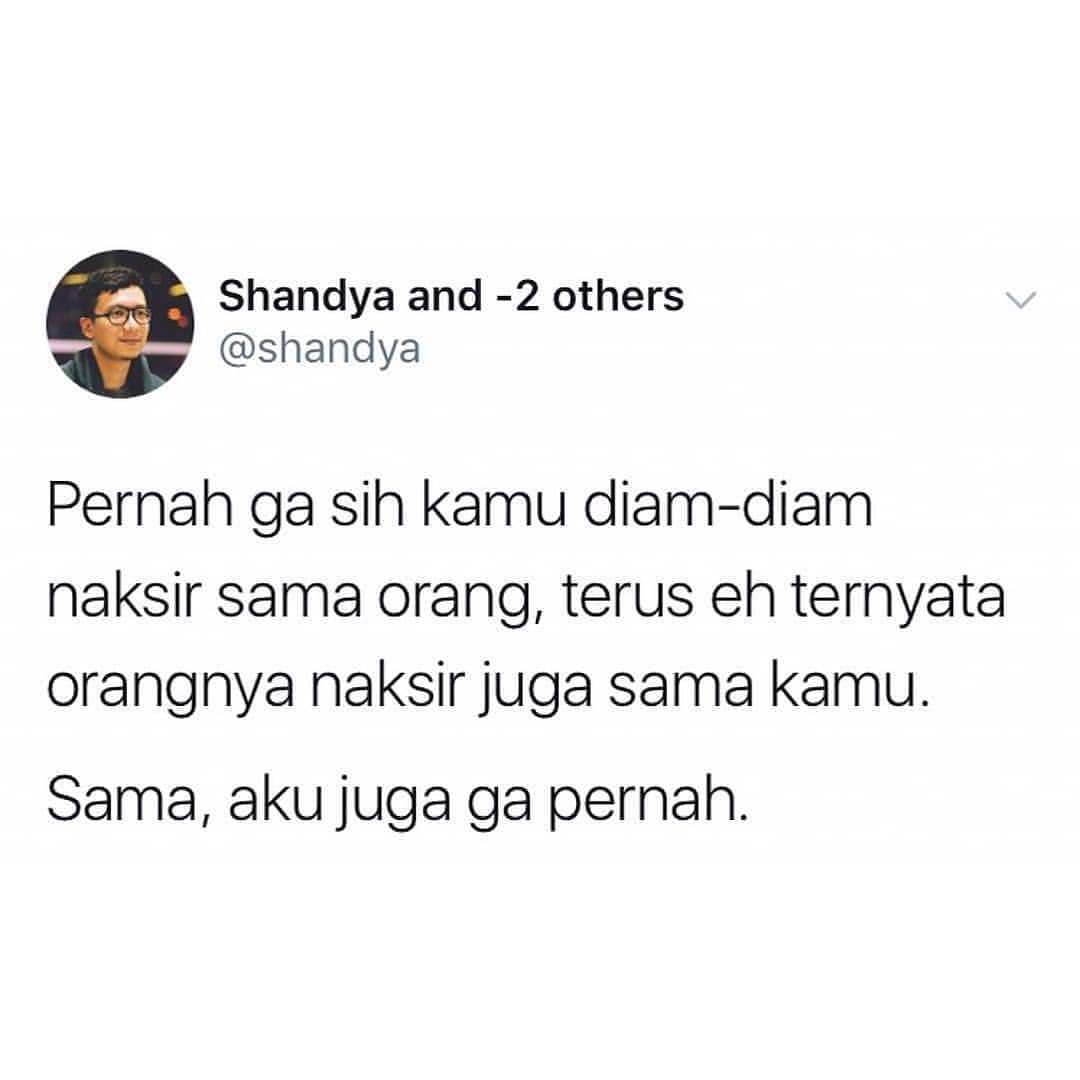 Shandya and -2 others
@shandya
Pernah ga sih kamu diam-diam
naksir sama orang, terus eh ternyata
orangnya naksir juga sama kamu.
Sama, aku juga ga pernah.